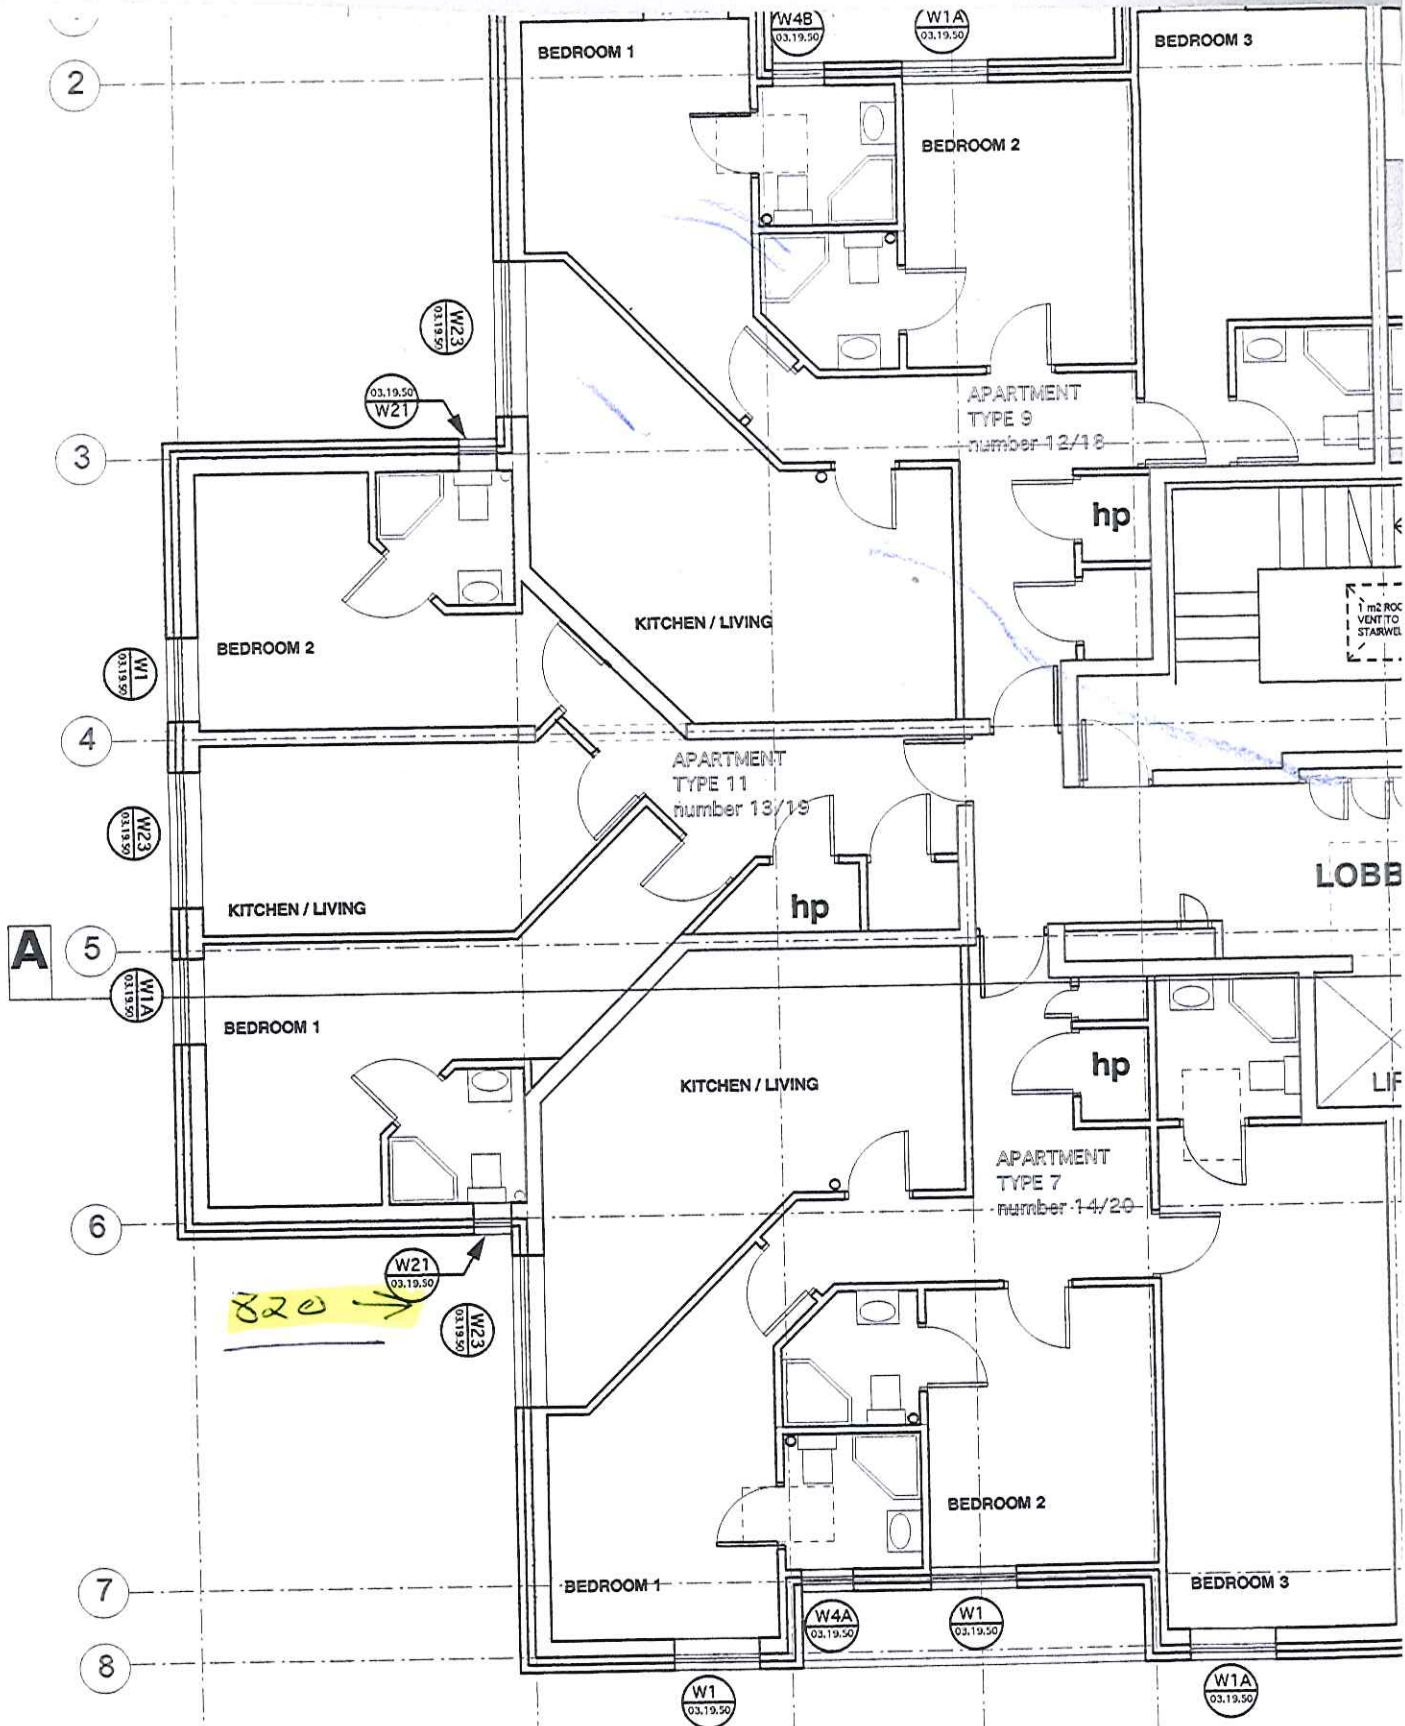 W4B
03.19.50
W1A
03.19.50
BEDROOM 1
BEDROOM 3
2
BEDROOM 2
W23
03.19.50
03.19.50
W21
APARTMENT
TYPE 9
number 12/18
3
hp
1 m2
VENT TO
KITCHEN / LIVING
BEDROOM 2
W1
03.19.50
4
APARTMENT
TYPE 11
number 13/19
W23
03.19.50
LOBB
hp
KITCHEN / LIVING
A
5
W1A
03.19.50
BEDROOM 1
hp
KITCHEN / LIVING
LIF
APARTMENT
TYPE 7
number 14/20
6
W21
03.19.50
820 →
W23
03.19.50
BEDROOM 2
7
BEDROOM 1
BEDROOM 3
W4A
03.19.50
W1
03.19.50
8
W1
03.19.50
W1A
03.19.50